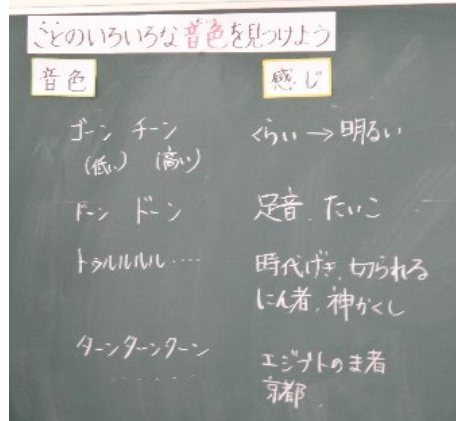 ことのいろいろな音色を見つけよう
音色
感じ
ゴーン チーン
(低い) (高い)
くらい→明るい
ドーン ドーン
足音、たいこ
トゥルルルル‥‥
時代げき、切られる
にん者、神かくし
ターンターンターン
エジプトのま者
京都